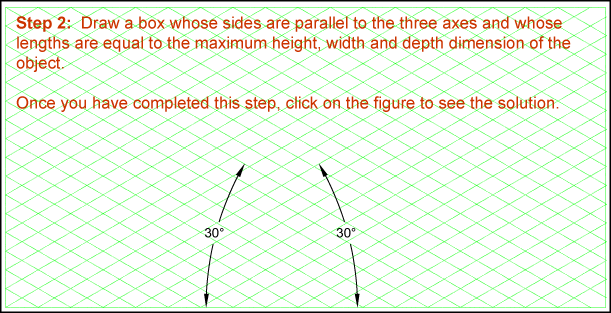 Step 2: Draw a box whose sides are parallel to the three axes and whose
lengths are equal to the maximum height, width and depth dimension of the
object.
Once you have completed this step, click on the figure to see the solution.
30° 30°